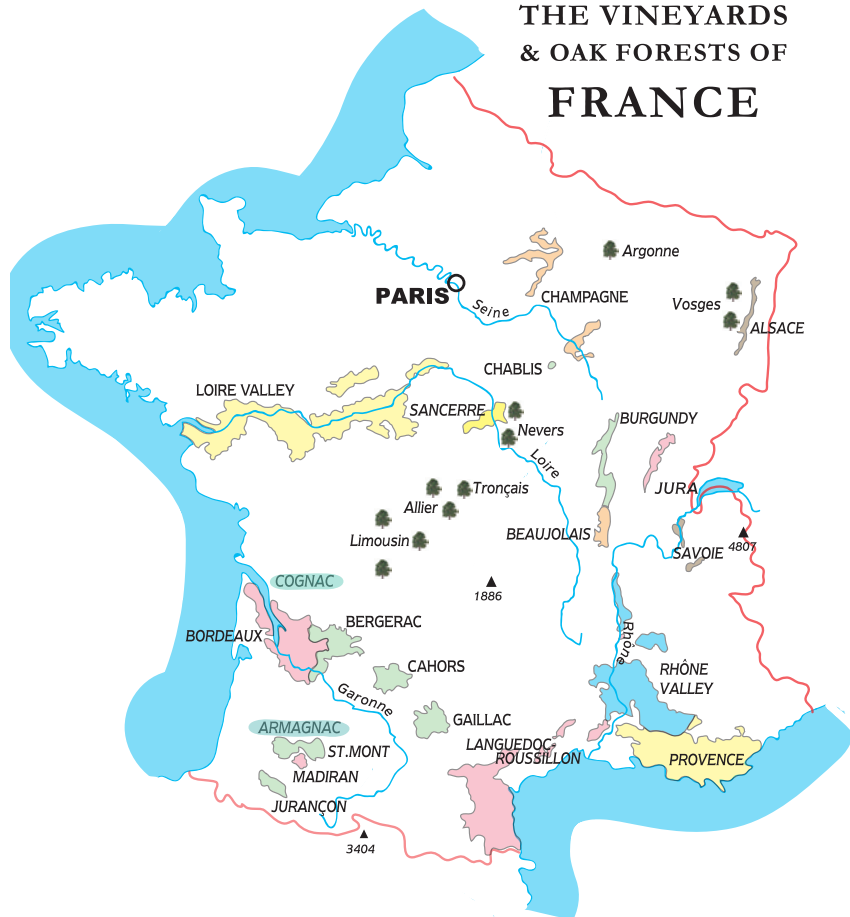 THE VINEYARDS
& OAK FORESTS OF
FRANCE
Argonne
PARIS
Seine
CHAMPAGNE
Vosges
ALSACE
CHABLIS
LOIRE VALLEY
SANCERRE
Nevers
BURGUNDY
Loire
Tronçais
JURA
Allier
BEAUJOLAIS
Limousin
SAVOIE
4807
COGNAC
1886
BORDEAUX
BERGERAC
Rhône
CAHORS
RHÔNE
VALLEY
Garonne
ARMAGNAC
GAILLAC
ST.MONT
LANGUEDOC-
ROUSSILLON
PROVENCE
MADIRAN
JURANÇON
3404